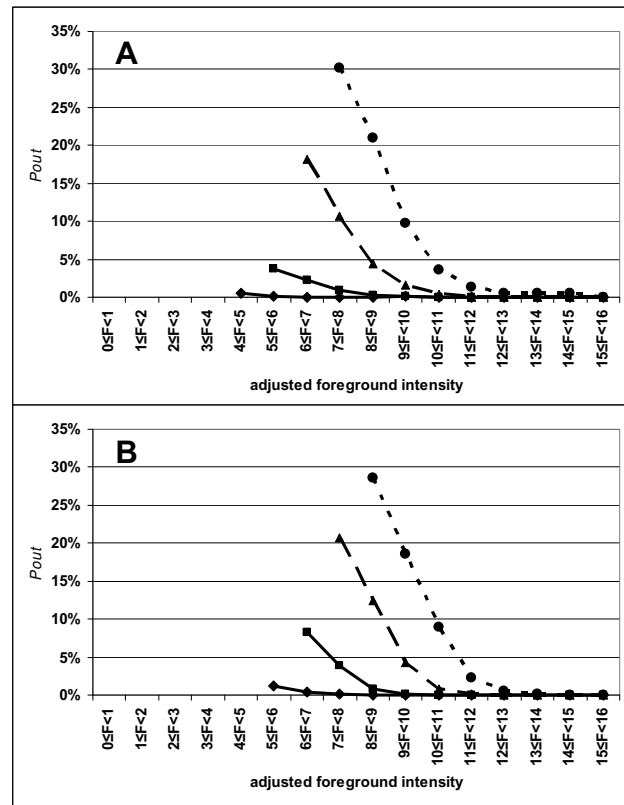 A
35%
30%
25%
20%
15%
10%
5%
0%
Pout
0≤F<1
1≤F<2
2≤F<3
3≤F<4
4≤F<5
5≤F<6
6≤F<7
7≤F<8
8≤F<9
9≤F<10
10≤F<11
11≤F<12
12≤F<13
13≤F<14
14≤F<15
15≤F<16
adjusted foreground intensity
B
35%
30%
25%
20%
15%
10%
5%
0%
Pout
0≤F<1
1≤F<2
2≤F<3
3≤F<4
4≤F<5
5≤F<6
6≤F<7
7≤F<8
8≤F<9
9≤F<10
10≤F<11
11≤F<12
12≤F<13
13≤F<14
14≤F<15
15≤F<16
adjusted foreground intensity